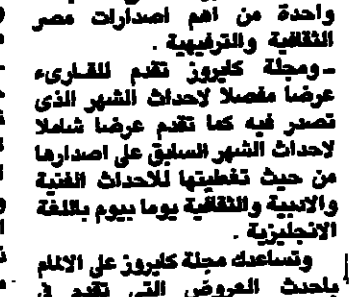 واحدة من أهم اصدارات مصر
الثقافية والترفيهية .
ـ ومجلة كايروز تقدم للقارىء
عرضا مفصلا لاحداث الشهر الذى
تصدر فيه كما تقدم عرضا شاملا
لاحداث الشهر السابق على اصدارها
من حيث تغطيتها للاحداث الفنية
والادبية والثقافية يوما بيوم باللغة
الانجليزية .
وتساعدك مجلة كايروز على الالمام
باحدث العروض التى تقدم فى